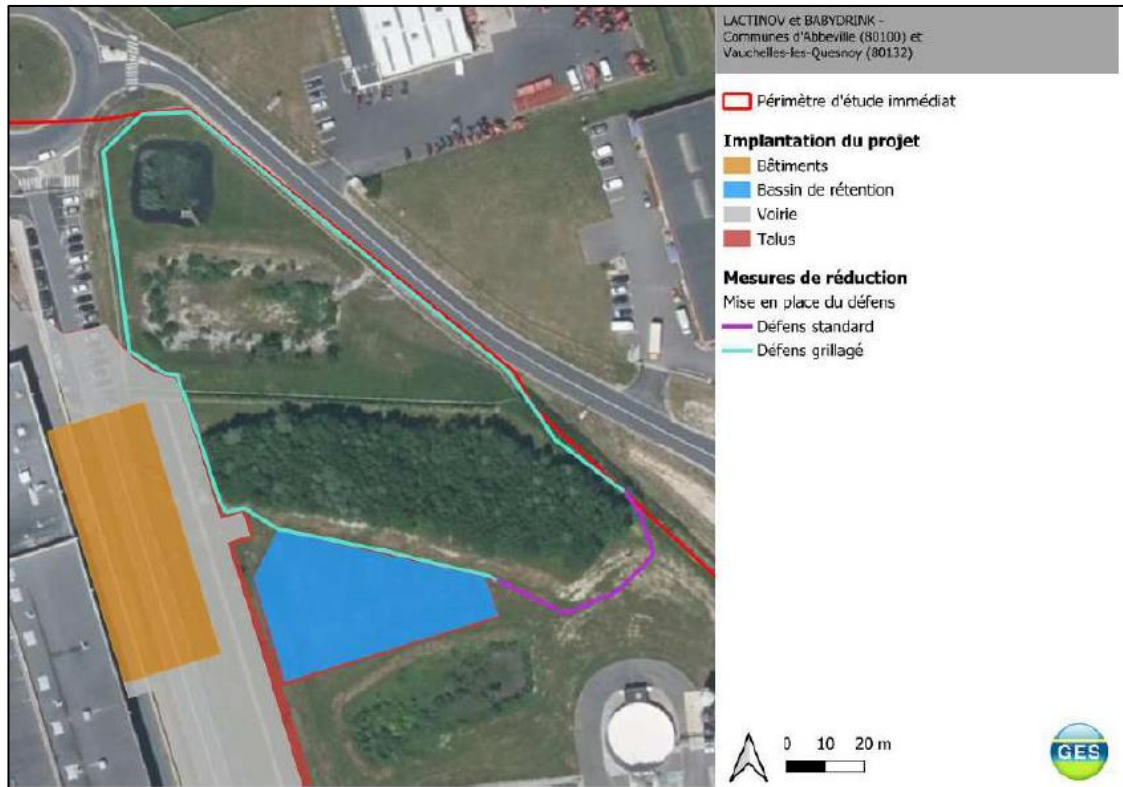 LACTINOV et BABYDRINK -
Communes d'Abbeville (80100) et
Vauchelles-les-Quesnoy (80132)
Périmètre d'étude immédiat
Implantation du projet
Bâtiments
Bassin de rétention
Voirie
Talus
Mesures de réduction
Mise en place du défens
Défens standard
Défens grillagé
0 10 20 m
GES